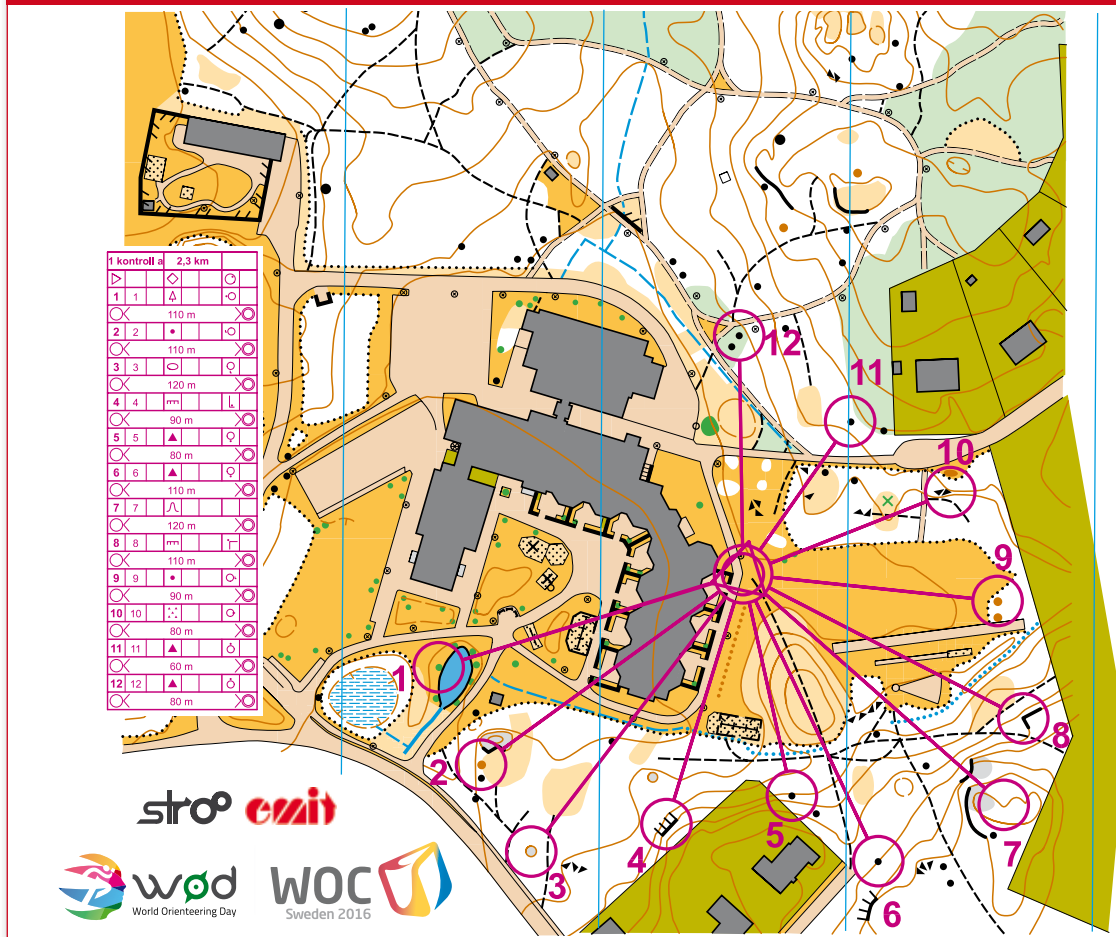 1 kontroll a 2,3 km
1 1
110 m
2 2
110 m
3 3
120 m
4 4
90 m
5 5
80 m
6 6
110 m
7 7
120 m
8 8
110 m
9 9
90 m
10 10
80 m
11 11
60 m
12 12
80 m
12
11
10
9
1
8
2
7
5
4
3
6
stroo
emit
wød
World Orienteering Day
WOC
Sweden 2016